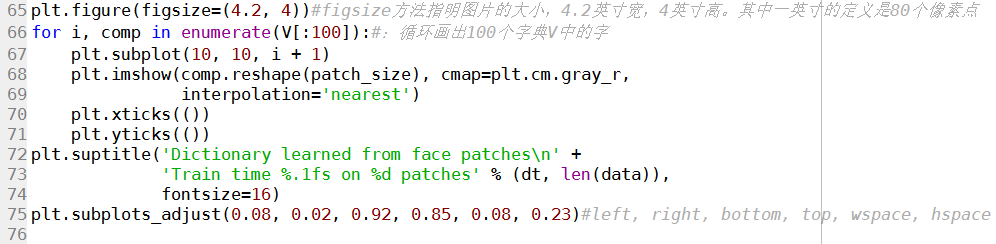 65 plt.figure(figsize=(4.2, 4))#figsize方法指明图片的大小，4.2英寸宽，4英寸高。其中一英寸的定义是80个像素点
66 for i, comp in enumerate(V[:100]):#：循环画出100个字典V中的字
67     plt.subplot(10, 10, i + 1)
68     plt.imshow(comp.reshape(patch_size), cmap=plt.cm.gray_r,
69                interpolation='nearest')
70     plt.xticks(())
71     plt.yticks(())
72 plt.suptitle('Dictionary learned from face patches\n' +
73              'Train time %.1fs on %d patches' % (dt, len(data)),
74              fontsize=16)
75 plt.subplots_adjust(0.08, 0.02, 0.92, 0.85, 0.08, 0.23)#left, right, bottom, top, wspace, hspace
76